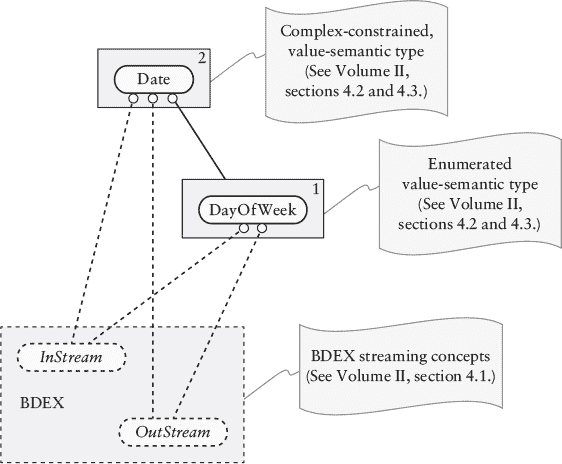 Complex-constrained,
value-semantic type
(See Volume II,
sections 4.2 and 4.3.)
2
Date
1
DayOfWeek
Enumerated
value-semantic type
(See Volume II,
sections 4.2 and 4.3.)
InStream
BDEX
OutStream
BDEX streaming concepts
(See Volume II, section 4.1.)